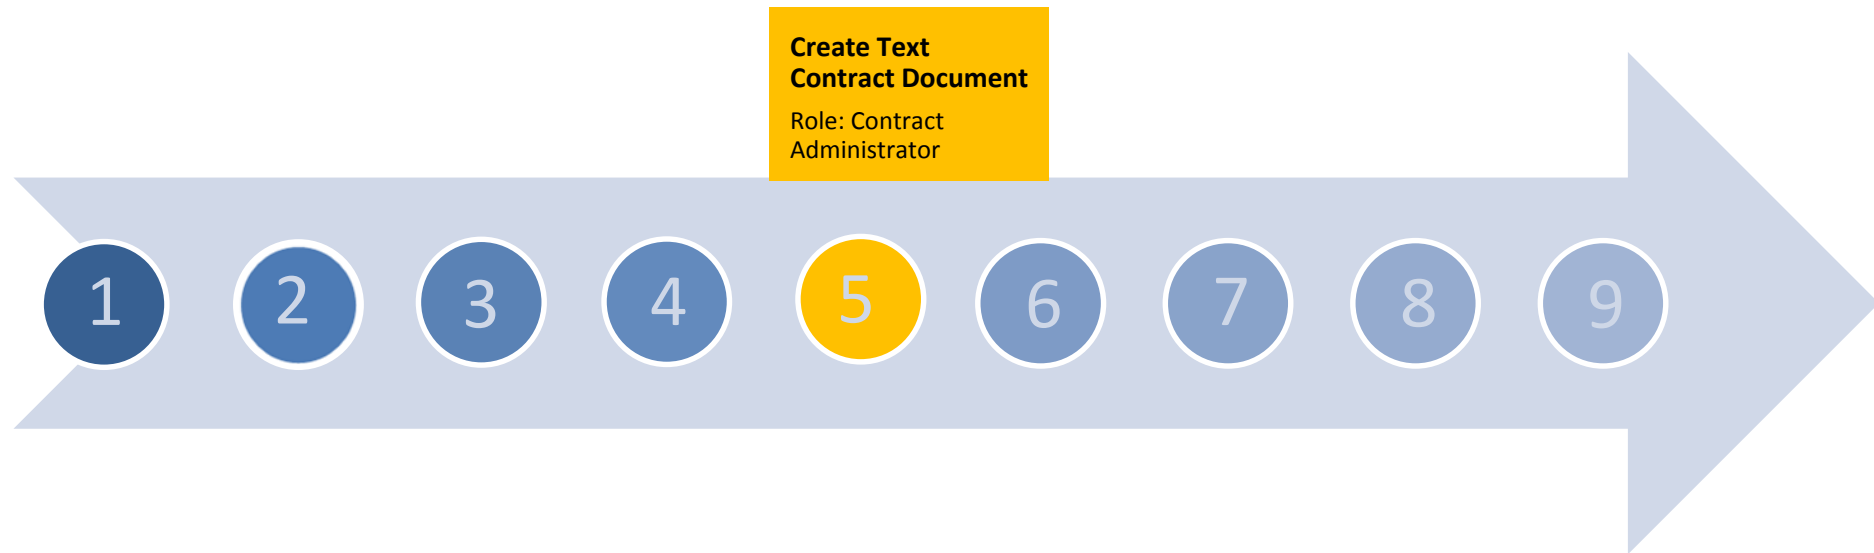 Create Text
Contract Document
Role: Contract
Administrator
1 2 3 4 5 6 7 8 9